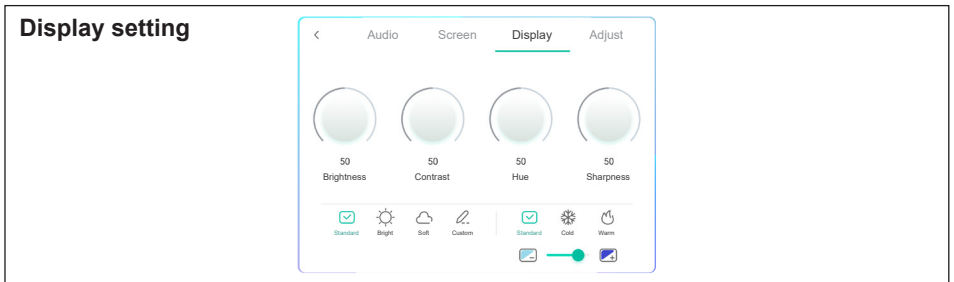 Display setting
Audio Screen Display Adjust
50 50 50 50
Brightness Contrast Hue Sharpness
Standard Bright Soft Custom Standard Cold Warm